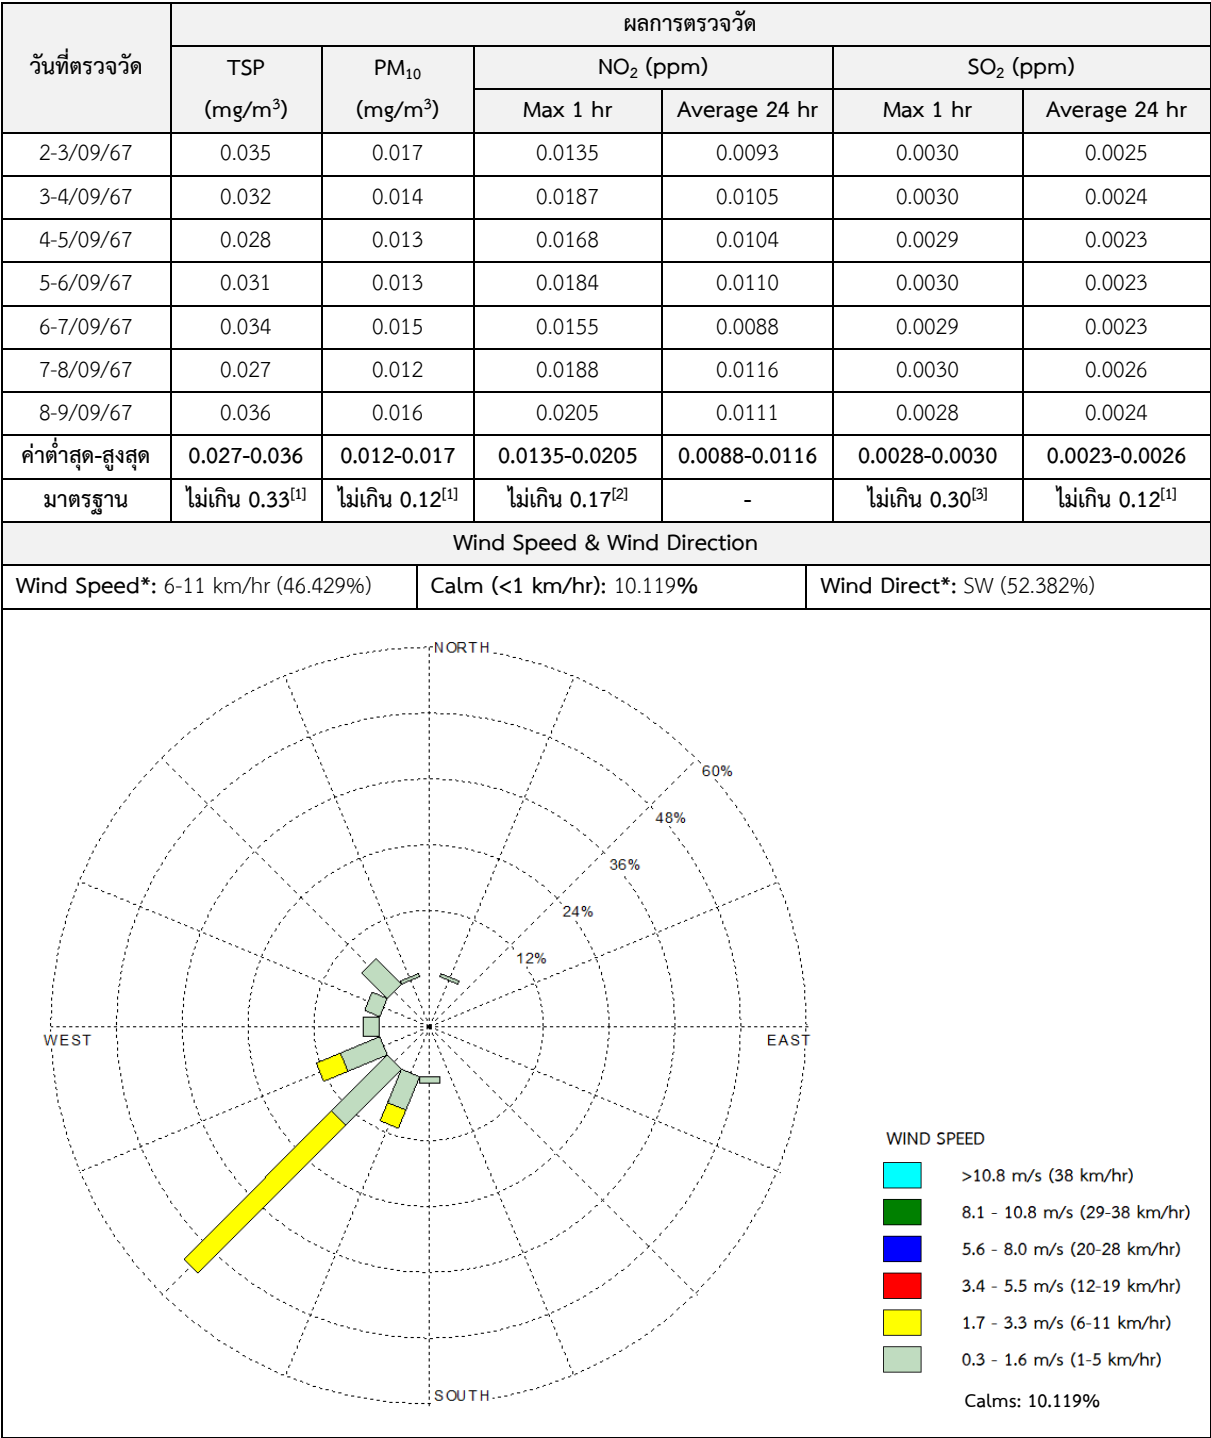 ผลการตรวจวัด
วันที่ตรวจวัด TSP PM10 NO2 (ppm) SO2 (ppm)
(mg/m3) (mg/m3) Max 1 hr Average 24 hr Max 1 hr Average 24 hr
2-3/09/67 0.035 0.017 0.0135 0.0093 0.0030 0.0025
3-4/09/67 0.032 0.014 0.0187 0.0105 0.0030 0.0024
4-5/09/67 0.028 0.013 0.0168 0.0104 0.0029 0.0023
5-6/09/67 0.031 0.013 0.0184 0.0110 0.0030 0.0023
6-7/09/67 0.034 0.015 0.0155 0.0088 0.0029 0.0023
7-8/09/67 0.027 0.012 0.0188 0.0116 0.0030 0.0026
8-9/09/67 0.036 0.016 0.0205 0.0111 0.0028 0.0024
ค่าต่ำสุด-สูงสุด 0.027-0.036 0.012-0.017 0.0135-0.0205 0.0088-0.0116 0.0028-0.0030 0.0023-0.0026
มาตรฐาน ไม่เกิน 0.33[1] ไม่เกิน 0.12[1] ไม่เกิน 0.17[2] - ไม่เกิน 0.30[3] ไม่เกิน 0.12[1]
Wind Speed & Wind Direction
Wind Speed*: 6-11 km/hr (46.429%) Calm (<1 km/hr): 10.119% Wind Direct*: SW (52.382%)
NORTH
60%
48%
36%
24%
12%
WEST EAST
SOUTH
WIND SPEED
>10.8 m/s (38 km/hr)
8.1 - 10.8 m/s (29-38 km/hr)
5.6 - 8.0 m/s (20-28 km/hr)
3.4 - 5.5 m/s (12-19 km/hr)
1.7 - 3.3 m/s (6-11 km/hr)
0.3 - 1.6 m/s (1-5 km/hr)
Calms: 10.119%